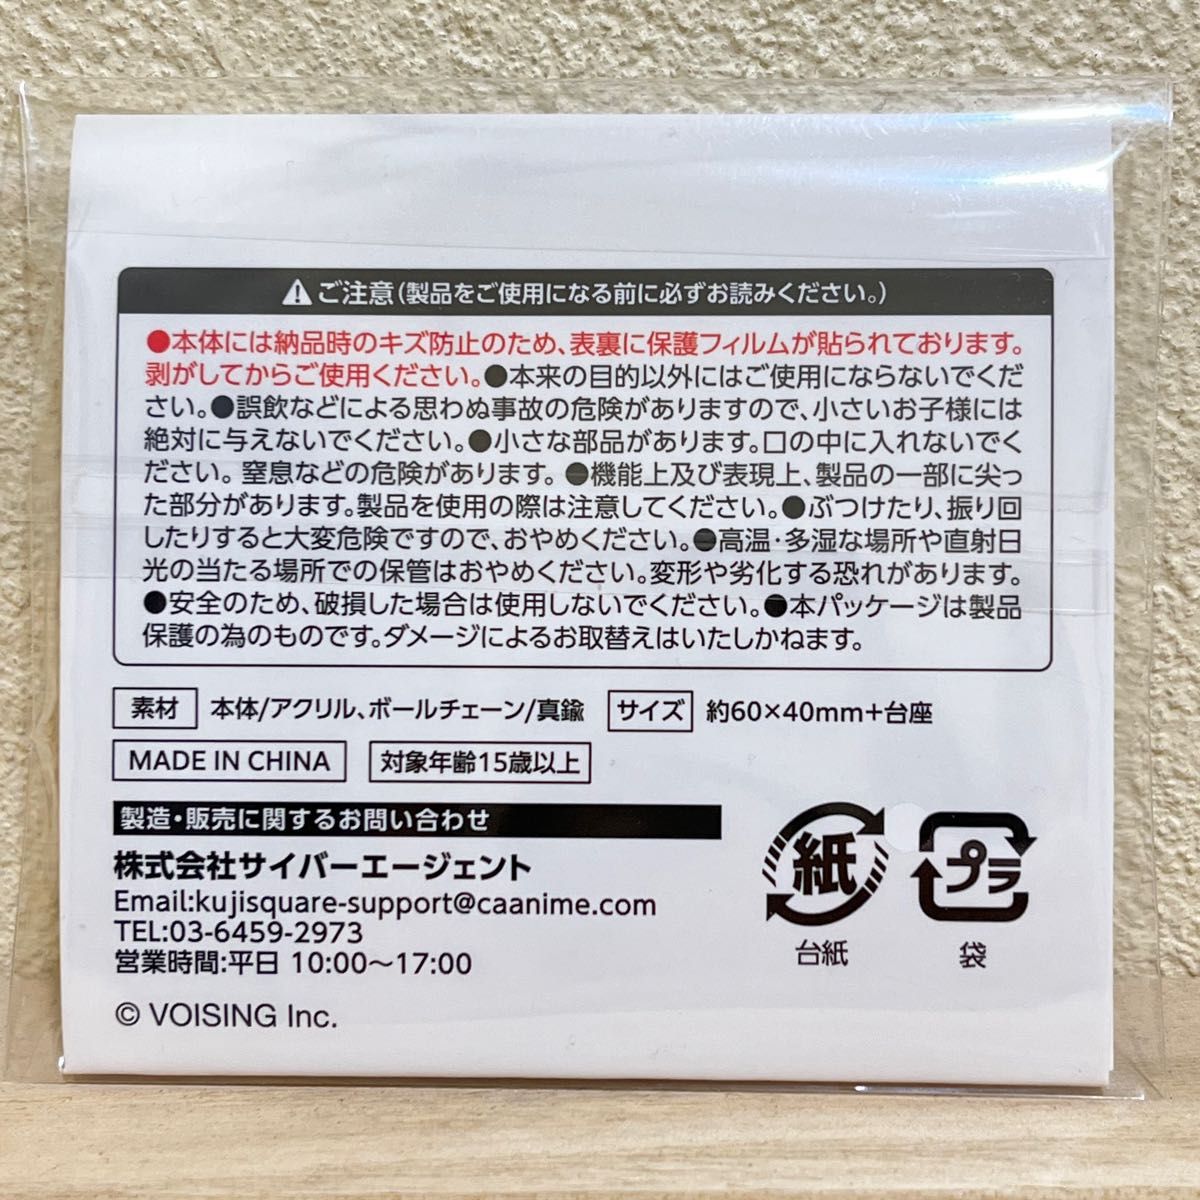 ⚠ご注意(製品をご使用になる前に必ずお読みください。)
●本体には納品時のキズ防止のため、表裏に保護フィルムが貼られております。
剥がしてからご使用ください。●本来の目的以外にはご使用にならないでくだ
さい。●誤飲などによる思わぬ事故の危険がありますので、小さいお子様には
絶対に与えないでください。●小さな部品があります。口の中に入れないでく
ださい。窒息などの危険があります。●機能上及び表現上、製品の一部に尖っ
た部分があります。製品を使用の際は注意してください。●ぶつけたり、振り回
したりすると大変危険ですので、おやめください。●高温・多湿な場所や直射日
光の当たる場所での保管はおやめください。変形や劣化する恐れがあります。
●安全のため、破損した場合は使用しないでください。●本パッケージは製品
保護の為のものです。ダメージによるお取替えはいたしかねます。
素材 本体/アクリル、ボールチェーン/真鍮 サイズ 約60×40mm+台座
MADE IN CHINA 対象年齢15歳以上
製造・販売に関するお問い合わせ
株式会社サイバーエージェント
Email:kujisquare-support@caanime.com
TEL:03-6459-2973
営業時間:平日 10:00〜17:00
© VOISING Inc.
紙
台紙
プラ
袋